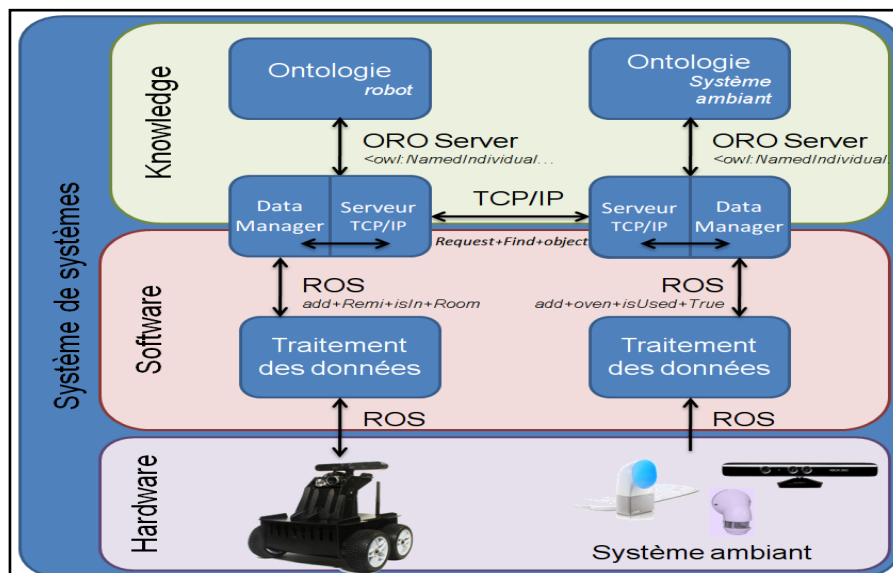 Système de systèmes
Knowledge
Ontologie
robot
Ontologie
Système
ambiant
ORO Server
<owl:NamedIndividual...
ORO Server
<owl:NamedIndividual.
Data
Manager
Serveur
TCP/IP
TCP/IP
Request+Find+object
Serveur
TCP/IP
Data
Manager
Software
ROS
add+Remi+isIn+Room
ROS
add+oven+isUsed+True
Traitement
des données
Traitement
des données
ROS
ROS
Hardware
Système ambiant